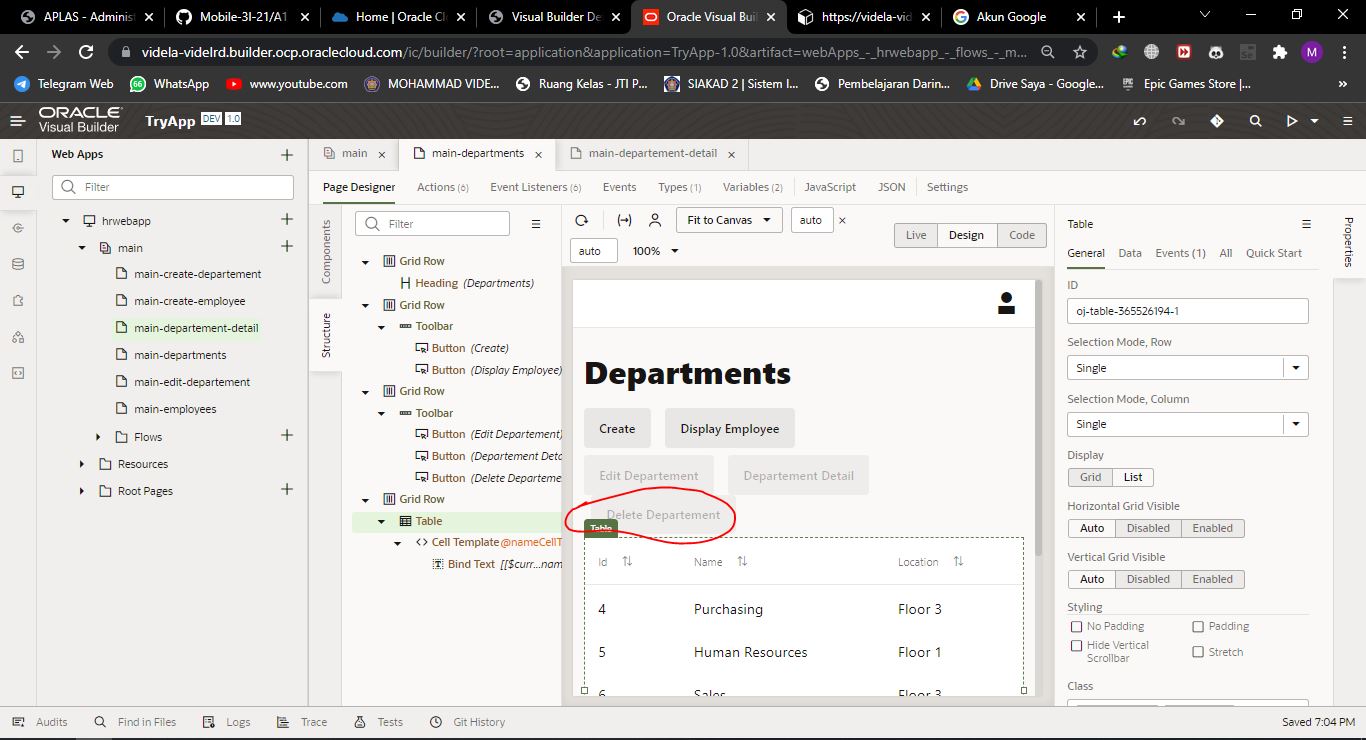 APLAS - Adminis
Mobile-3I-21/A1
Home | Oracle Cl
Visual Builder De
Oracle Visual Buil
https://videla-vid
Akun Google
videla-videlrd.builder.ocp.oraclecloud.com/ic/builder/?root=application&application=TryApp-1.0&artifact=webApps_-_hrwebapp_-_flows_-_m...
M
Telegram Web
66
WhatsApp
www.youtube.com
MOHAMMAD VIDE...
Ruang Kelas - JTI P...
SIAKAD 2 | Sistem I...
Pembelajaran Darin...
Drive Saya - Google...
Epic Games Store |...
ORACLE
Visual Builder
TryApp
DEV
1.0
Web Apps
Filter
hrwebapp
main
main-create-departement
main-create-employee
main-departement-detail
main-departments
main-edit-departement
main-employees
Flows
Resources
Root Pages
main
main-departments
main-departement-detail
Page Designer
Actions (6)
Event Listeners (6)
Events
Types (1)
Variables (2)
JavaScript
JSON
Settings
Components
Structure
Filter
Grid Row
Heading (Departments)
Grid Row
Toolbar
Button (Create)
Button (Display Employee)
Grid Row
Toolbar
Button (Edit Departement)
Button (Departement Deta
Button (Delete Departeme
Grid Row
Table
Cell Template @nameCellT
Bind Text [[$curr...nam
Fit to Canvas
auto
auto
100%
Live
Design
Code
Departments
Create
Display Employee
Edit Departement
Departement Detail
Delete Departement
Table
Id
Name
Location
4
Purchasing
Floor 3
5
Human Resources
Floor 1
6
Sales
Floor 3
Table
Properties
General
Data
Events (1)
All
Quick Start
ID
oj-table-365526194-1
Selection Mode, Row
Single
Selection Mode, Column
Single
Display
Grid
List
Horizontal Grid Visible
Auto
Disabled
Enabled
Vertical Grid Visible
Auto
Disabled
Enabled
Styling
No Padding
Padding
Hide Vertical
Scrollbar
Stretch
Class
Audits
Find in Files
Logs
Trace
Tests
Git History
Saved 7:04 PM